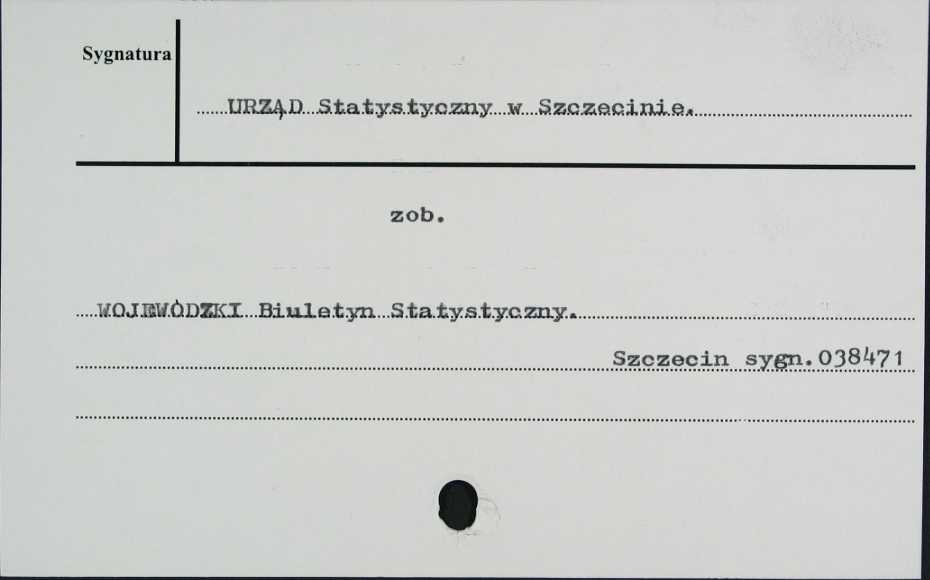 Sygnatura
URZĄD Statystyczny w Szczecinie.
zob.
WOJEWÓDZKI Biuletyn Statystyczny.
Szczecin sygn.038471